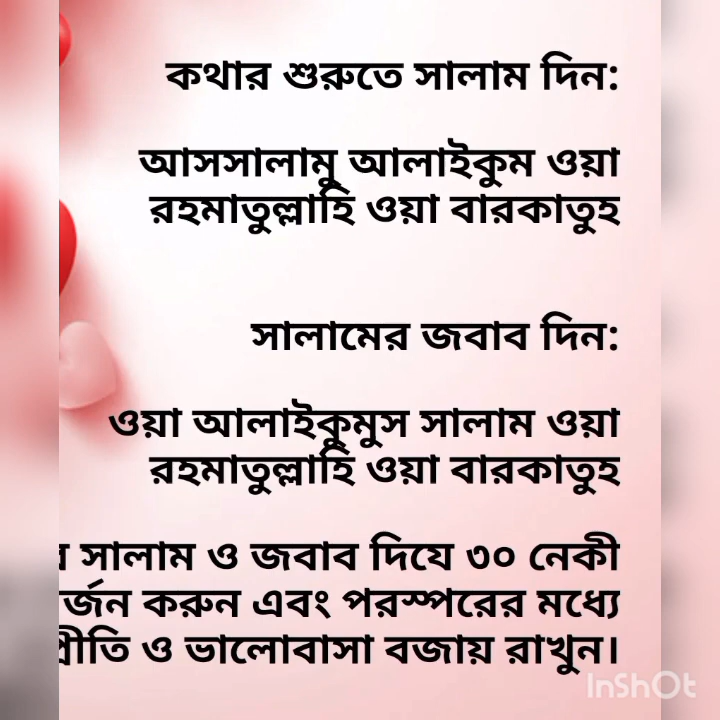 কথার শুরুতে সালাম দিন:
আসসালামু আলাইকুম ওয়া
রহমাতুল্লাহি ওয়া বারকাতুহ
সালামের জবাব দিন:
ওয়া আলাইকুমুস সালাম ওয়া
রহমাতুল্লাহি ওয়া বারকাতুহ
সালাম ও জবাব দিযে ৩০ নেকী
র্জন করুন এবং পরস্পরের মধ্যে
প্রীতি ও ভালোবাসা বজায় রাখুন।
InShOt